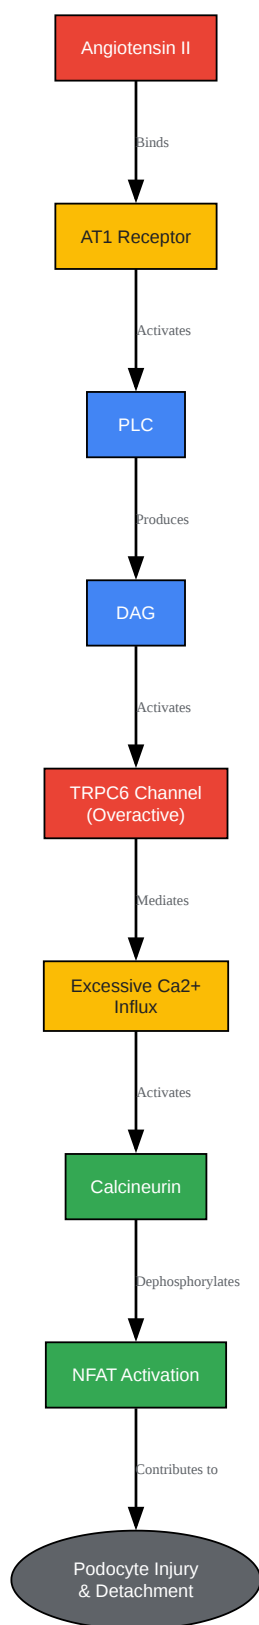 Angiotensin II
Binds
AT1 Receptor
Activates
PLC
Produces
DAG
Activates
TRPC6 Channel
(Overactive)
Mediates
Excessive Ca2+
Influx
Activates
Calcineurin
Dephosphorylates
NFAT Activation
Contributes to
Podocyte Injury
& Detachment